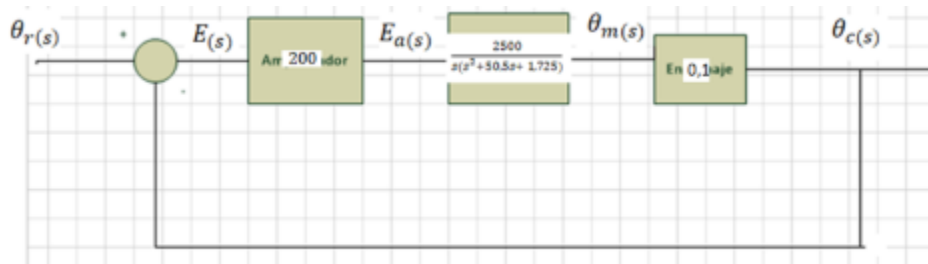 θr(s)
+
E(s)
200
Ea(s)
2500
s(s²+50.5s+ 1.725)
θm(s)
0,1
θc(s)
-